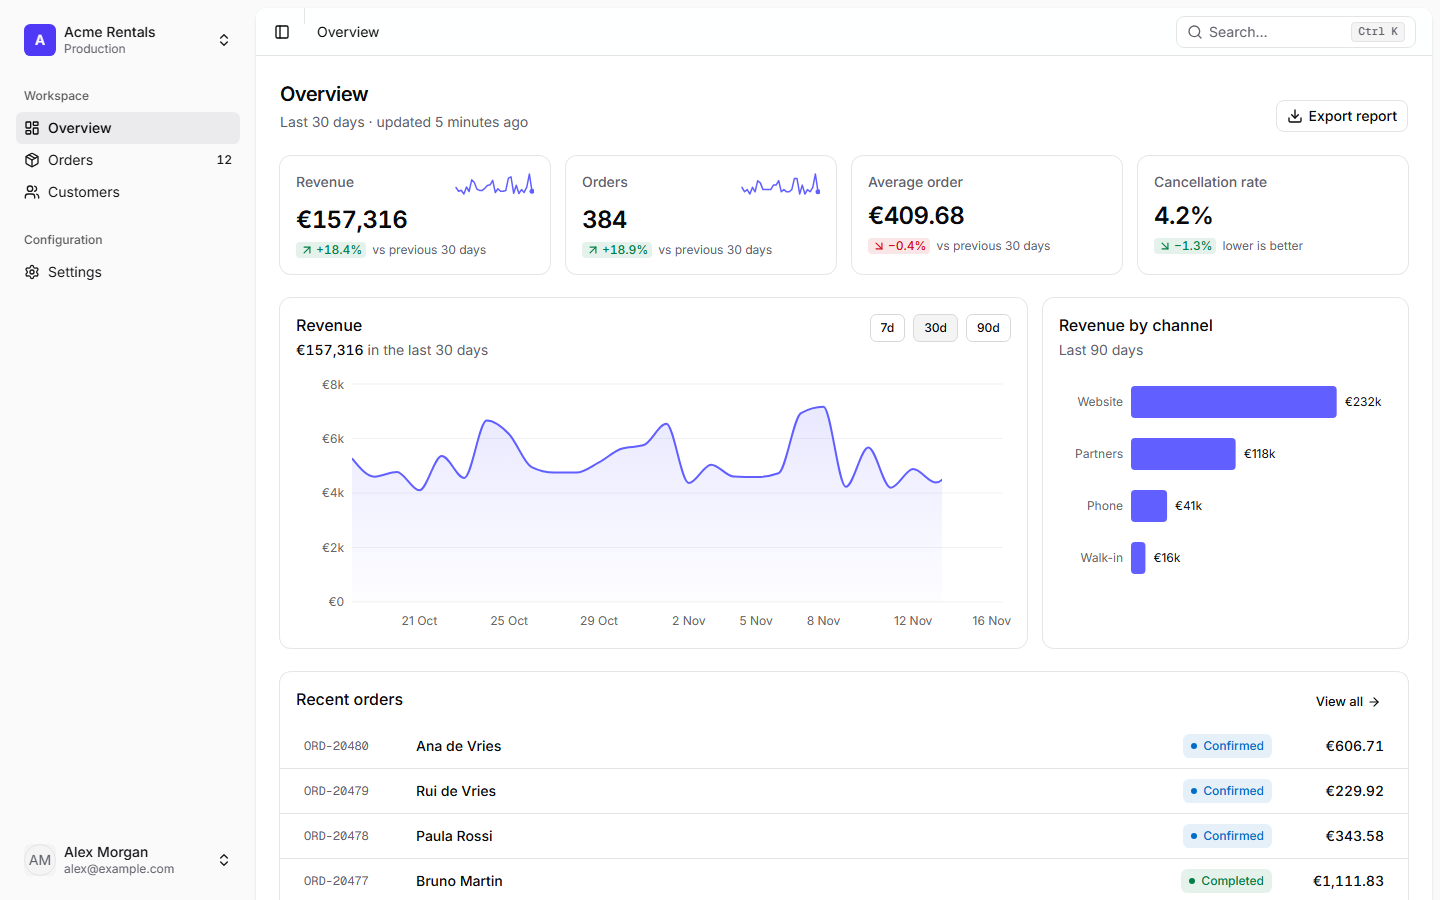 A
Acme Rentals
Production
Workspace
Overview
Orders 12
Customers
Configuration
Settings
AM
Alex Morgan
alex@example.com
Overview
Search... Ctrl K
Overview
Last 30 days · updated 5 minutes ago
Export report
Revenue
€157,316
+18.4% vs previous 30 days
Orders
384
+18.9% vs previous 30 days
Average order
€409.68
−0.4% vs previous 30 days
Cancellation rate
4.2%
−1.3% lower is better
Revenue
€157,316 in the last 30 days
7d 30d 90d
€8k
€6k
€4k
€2k
€0
21 Oct 25 Oct 29 Oct 2 Nov 5 Nov 8 Nov 12 Nov 16 Nov
Revenue by channel
Last 90 days
Website €232k
Partners €118k
Phone €41k
Walk-in €16k
Recent orders
View all
ORD-20480 Ana de Vries Confirmed €606.71
ORD-20479 Rui de Vries Confirmed €229.92
ORD-20478 Paula Rossi Confirmed €343.58
ORD-20477 Bruno Martin Completed €1,111.83